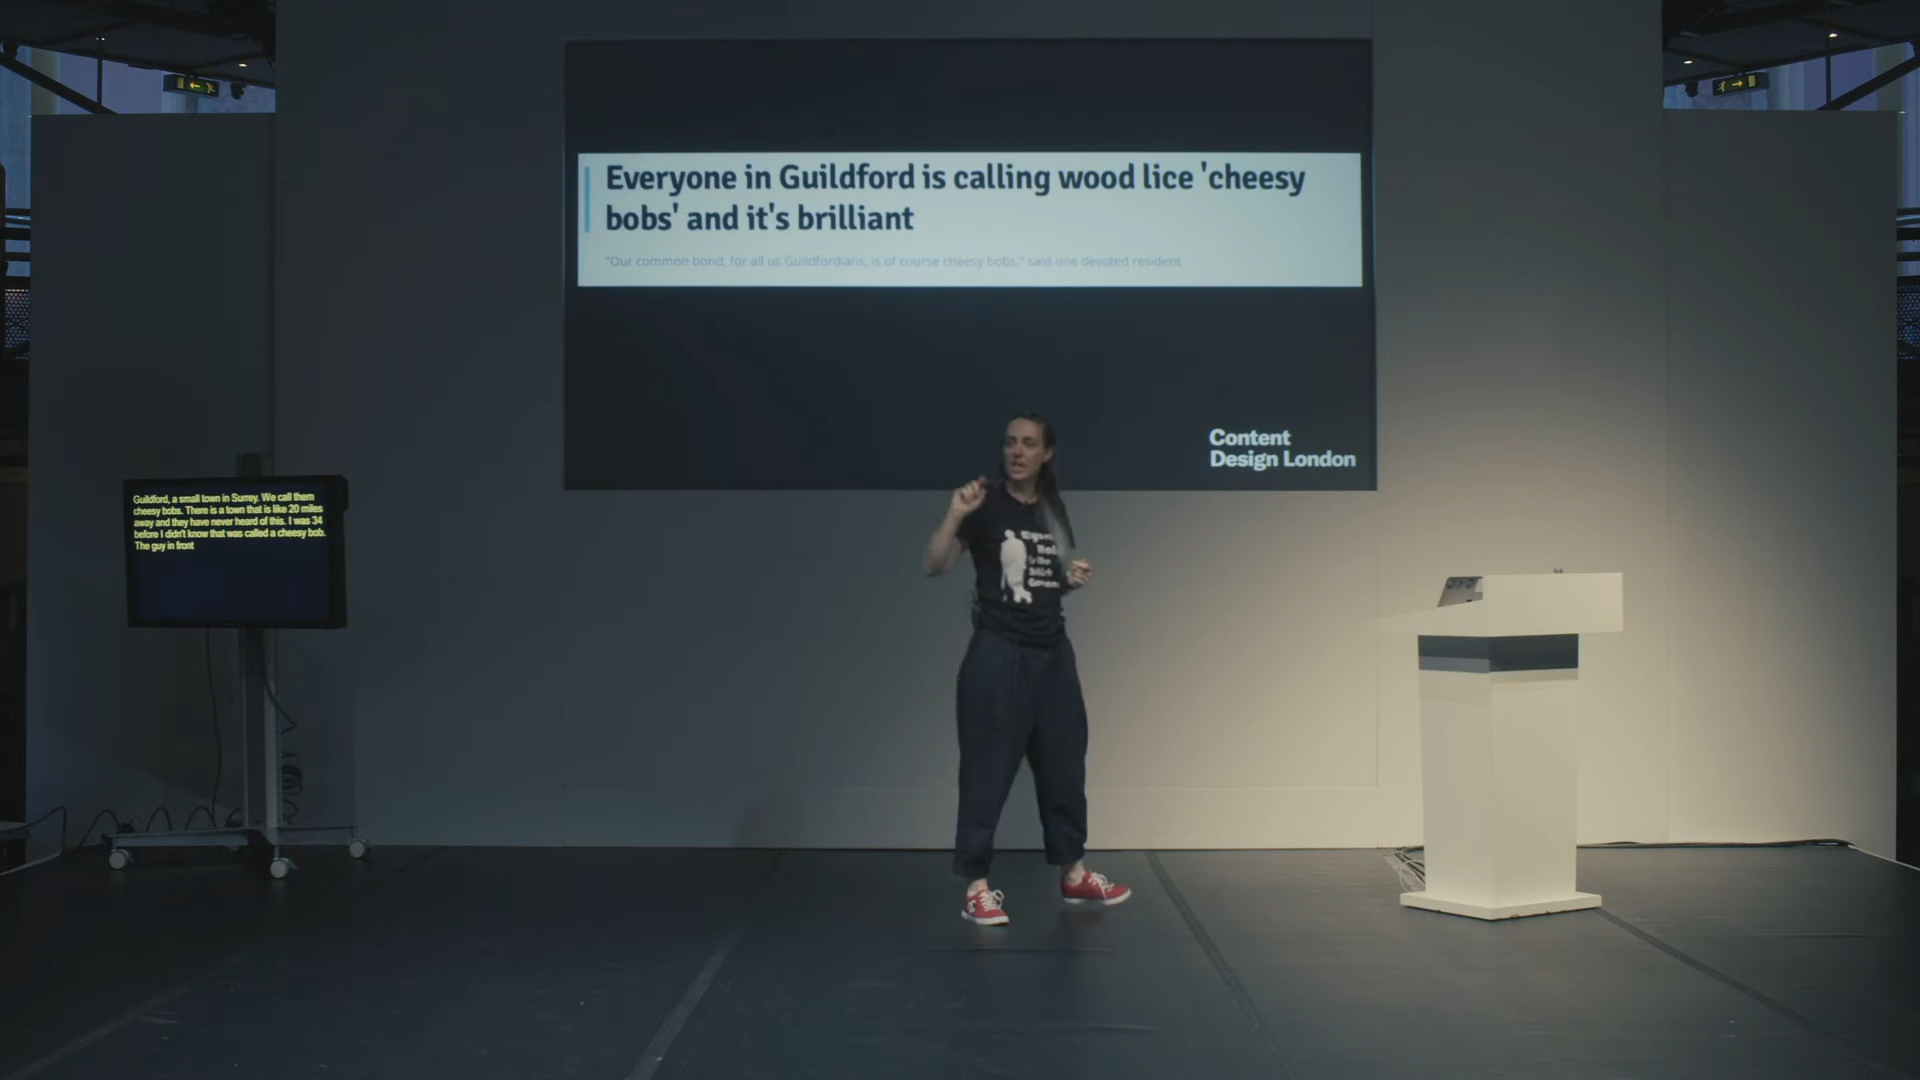 Everyone in Guildford is calling wood lice 'cheesy
bobs' and it's brilliant
"Our common bond, for all us Guildfordians, is of course cheesy bobs," said one devoted resident
Content
Design London
Guildford, a small town in Surrey. We call them
cheesy bobs. There is a town that is like 20 miles
away and they have never heard of this. I was 34
before I didn't know that was called a cheesy bob.
The guy in front